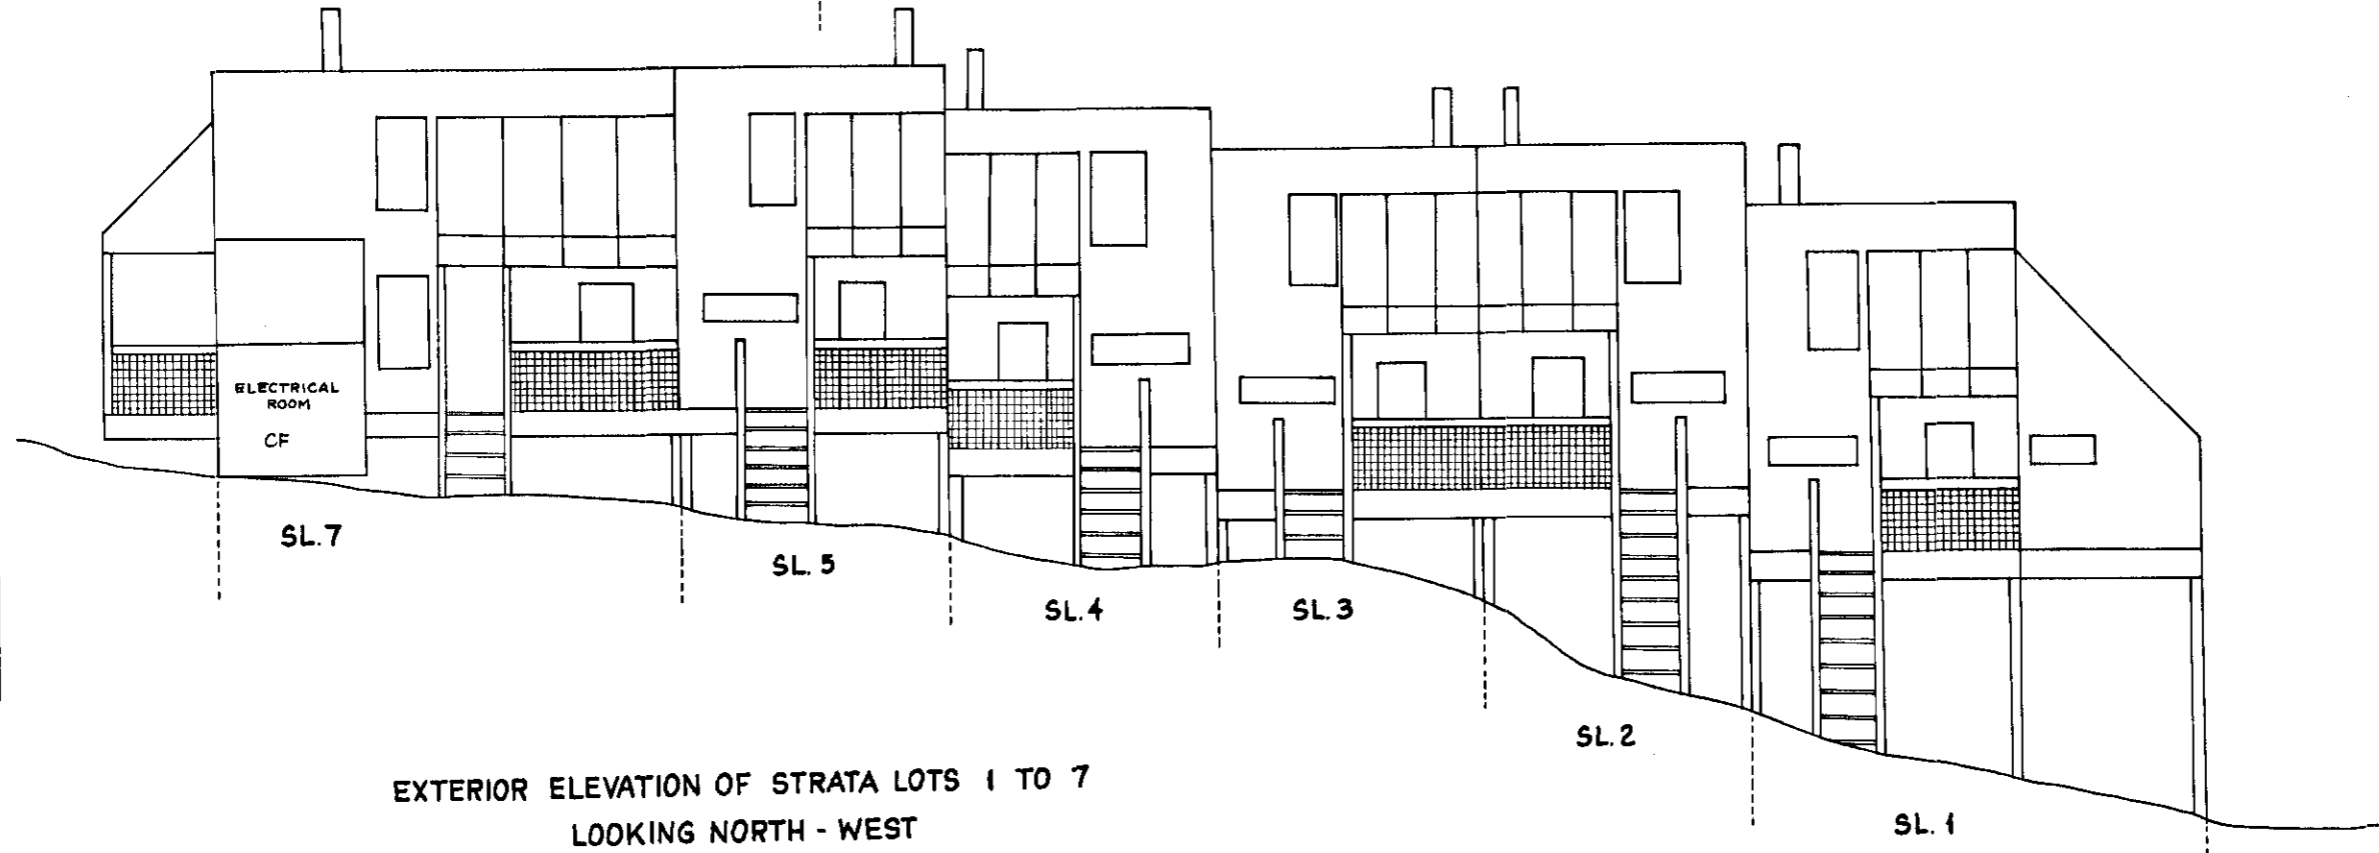 ELECTRICAL
ROOM
CF
SL.7
SL. 5
SL.4
SL.3
SL.2
SL. 1
EXTERIOR ELEVATION OF STRATA LOTS 1 TO 7
LOOKING NORTH - WEST